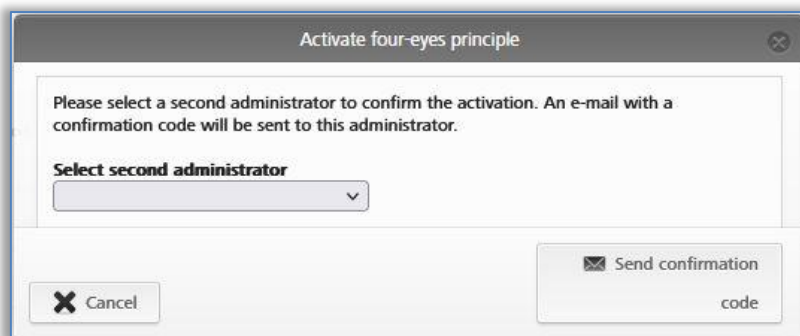 Activate four-eyes principle
Please select a second administrator to confirm the activation. An e-mail with a
confirmation code will be sent to this administrator.
Select second administrator
Cancel
Send confirmation
code